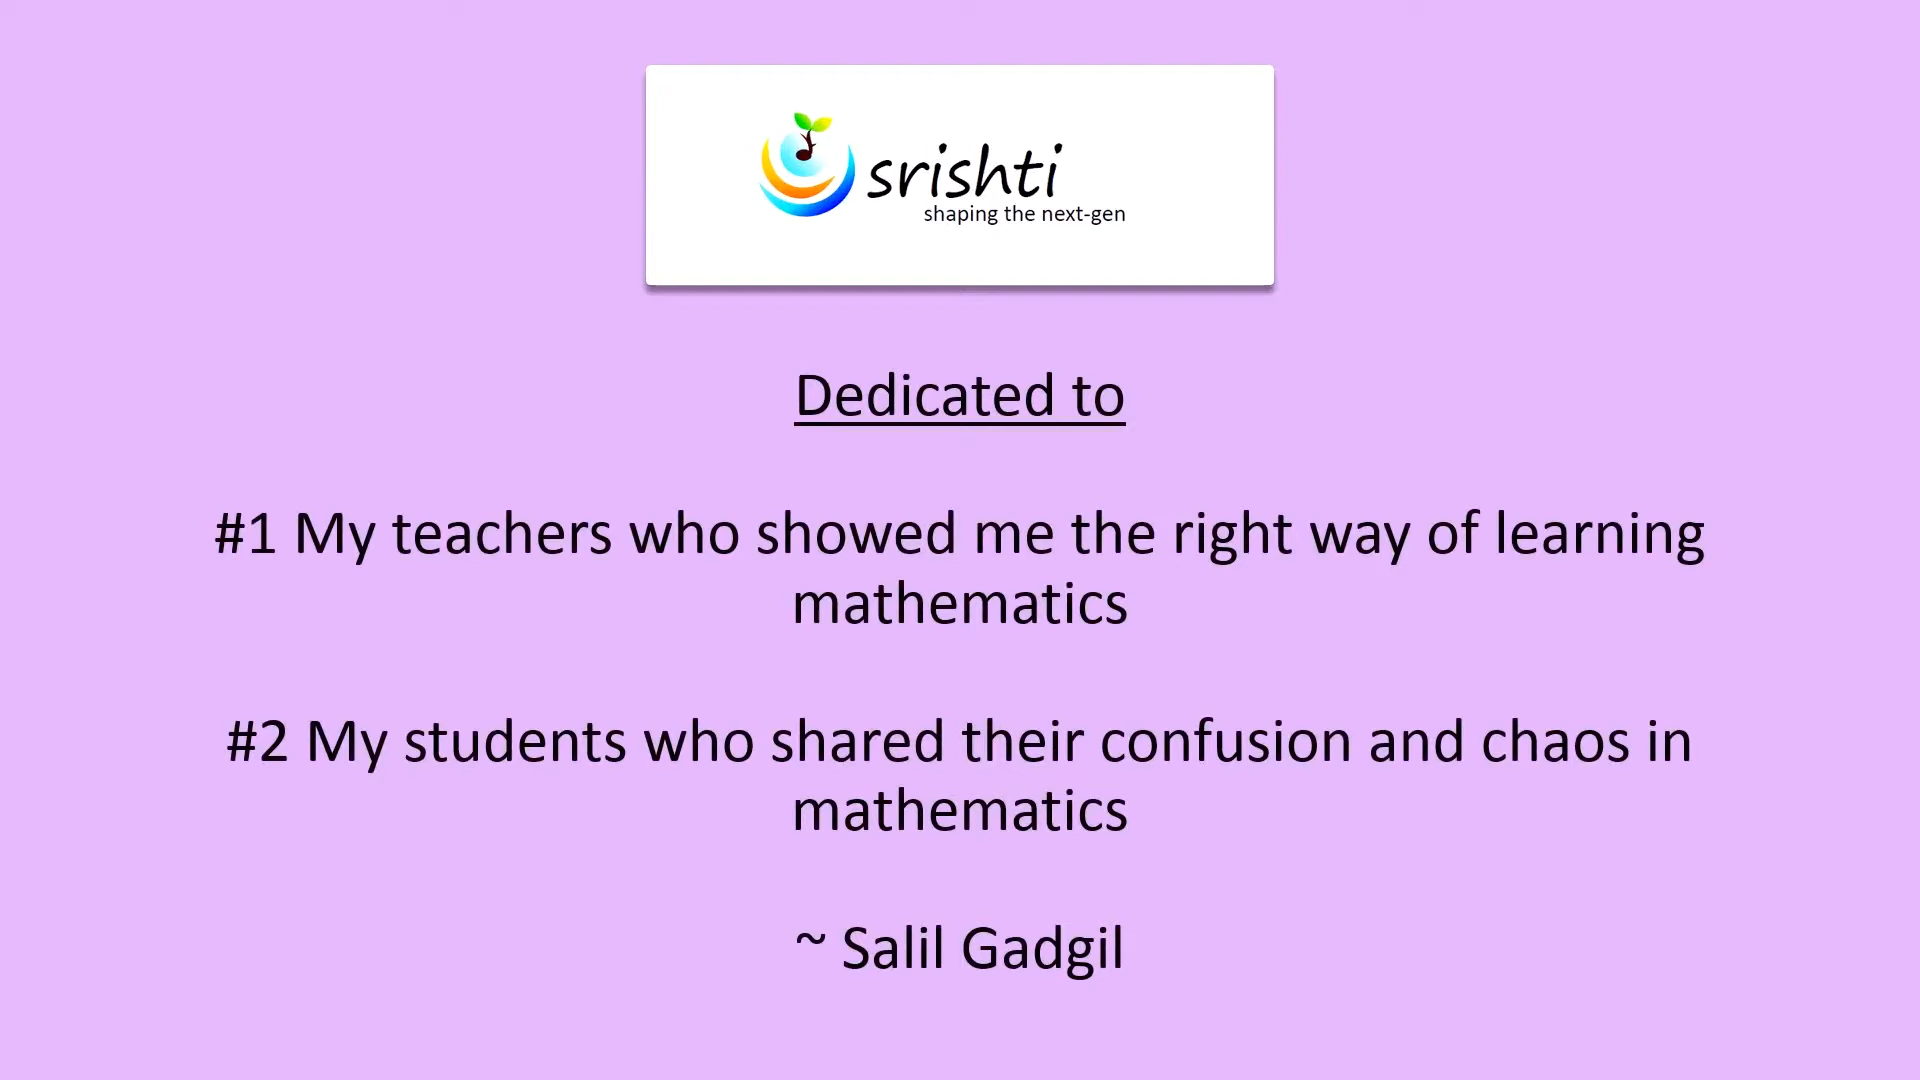 srishti
shaping the next-gen
Dedicated to
#1 My teachers who showed me the right way of learning
mathematics
#2 My students who shared their confusion and chaos in
mathematics
~ Salil Gadgil